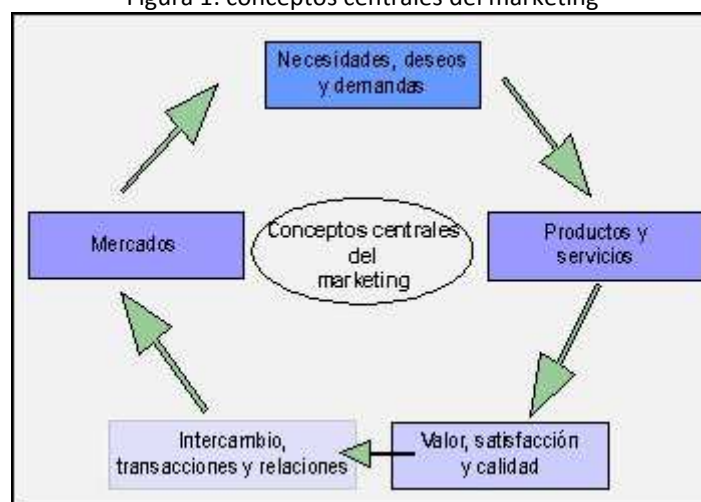 Figura 1: conceptos centrales del marketing
Necesidades, deseos
y demandas
Mercados
Conceptos centrales
del
marketing
Productos y
servicios
Intercambio,
transacciones y relaciones
Valor, satisfacción
y calidad